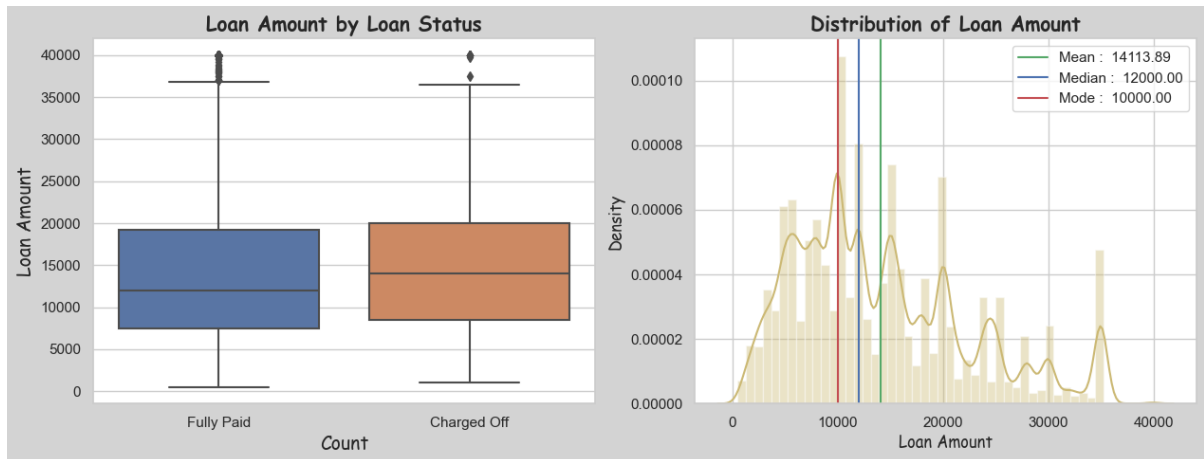 Loan Amount by Loan Status
40000
35000
30000
25000
20000
15000
10000
5000
0
Loan Amount
Fully Paid
Charged Off
Count
Distribution of Loan Amount
Mean :  14113.89
Median :  12000.00
Mode :  10000.00
0.00010
0.00008
0.00006
0.00004
0.00002
0.00000
Density
0
10000
20000
30000
40000
Loan Amount